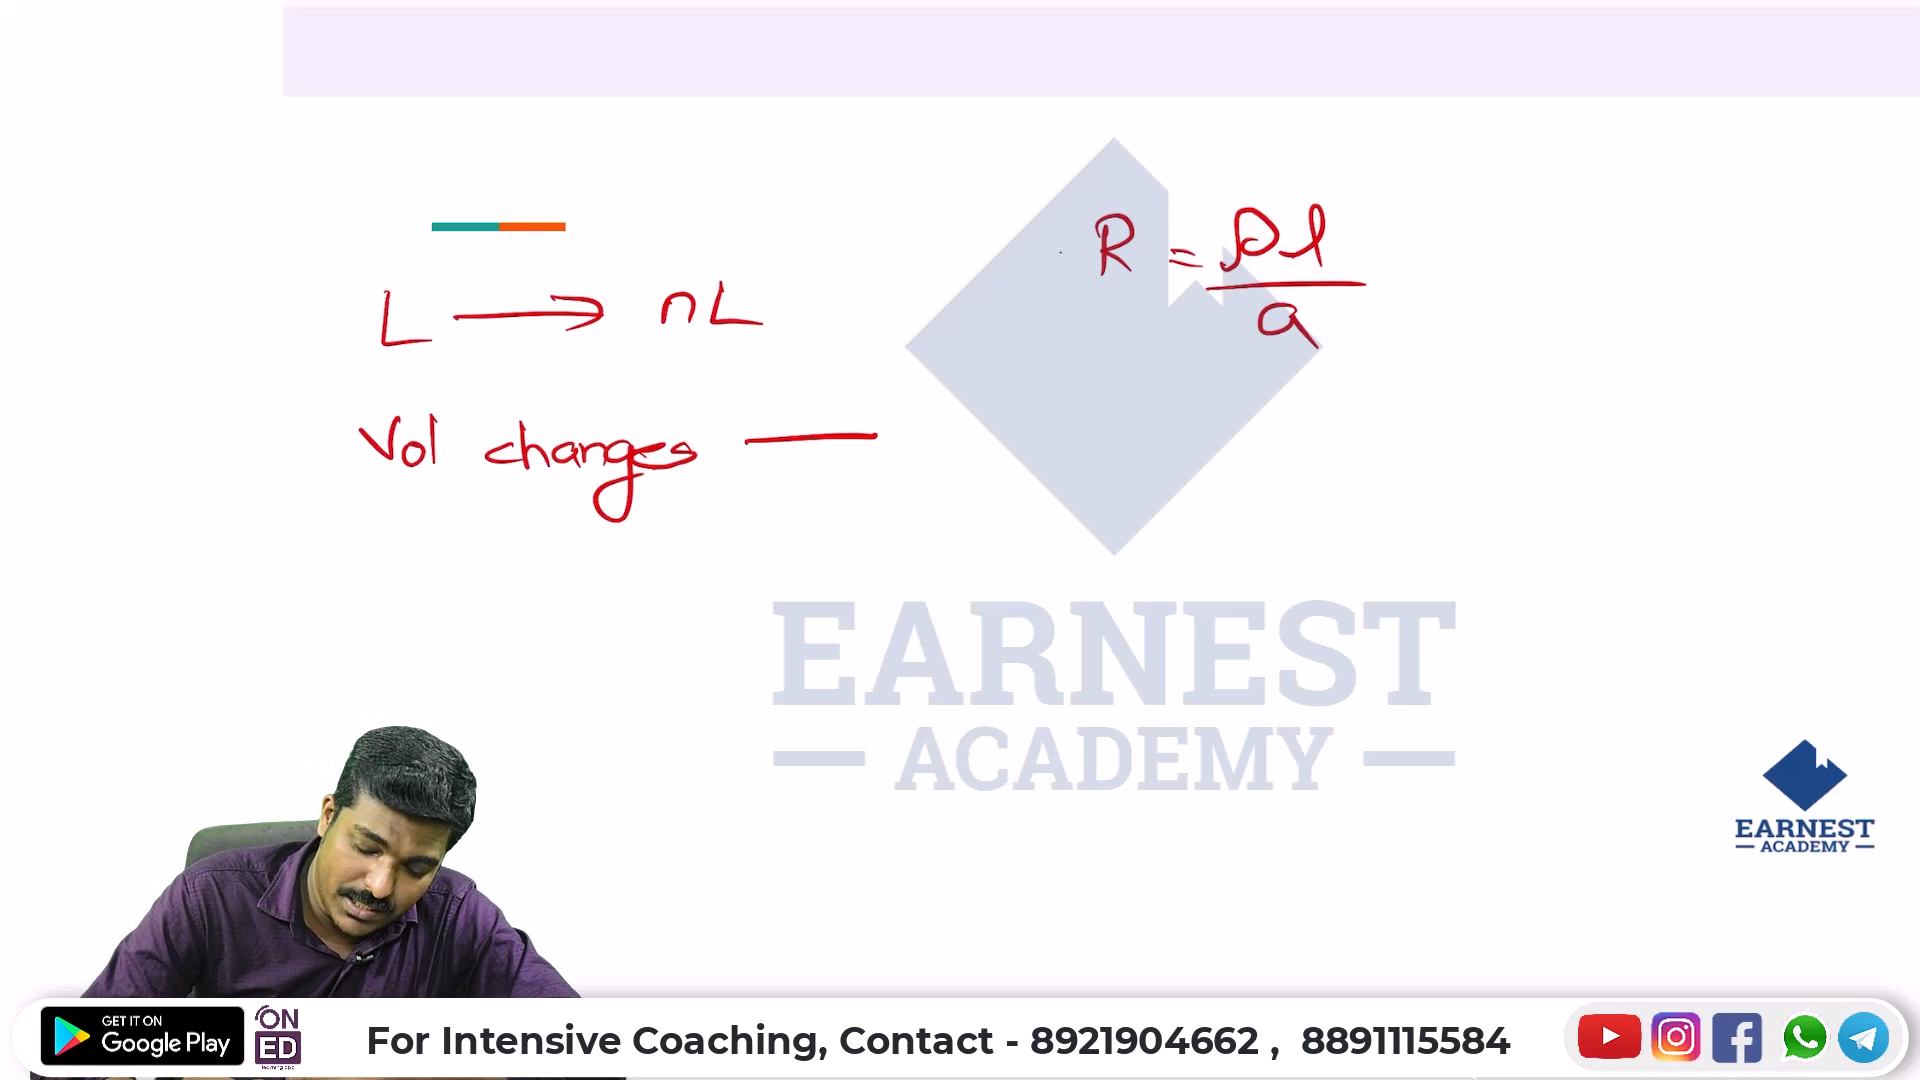 R = ρl
a
L → nL
Vol changes —
EARNEST
ACADEMY
EARNEST
ACADEMY
GET IT ON
Google Play
ON
ED
For Intensive Coaching, Contact - 8921904662 , 8891115584